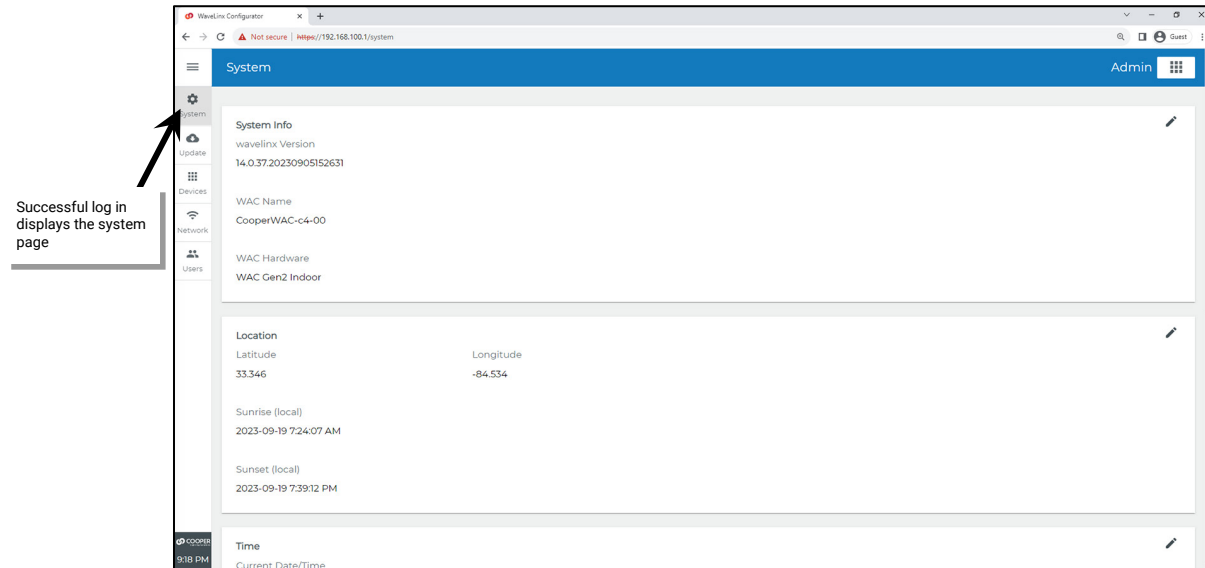 WaveLinx Configurator
Not secure | https://192.168.100.1/system
Guest
System
Admin
System
Update
Devices
Network
Users
Successful log in
displays the system
page
System Info
wavelinx Version
14.0.37.20230905152631
WAC Name
CooperWAC-c4-00
WAC Hardware
WAC Gen2 Indoor
Location
Latitude Longitude
33.346 -84.534
Sunrise (local)
2023-09-19 7:24:07 AM
Sunset (local)
2023-09-19 7:39:12 PM
Time
Current Date/Time
COOPER
9:18 PM